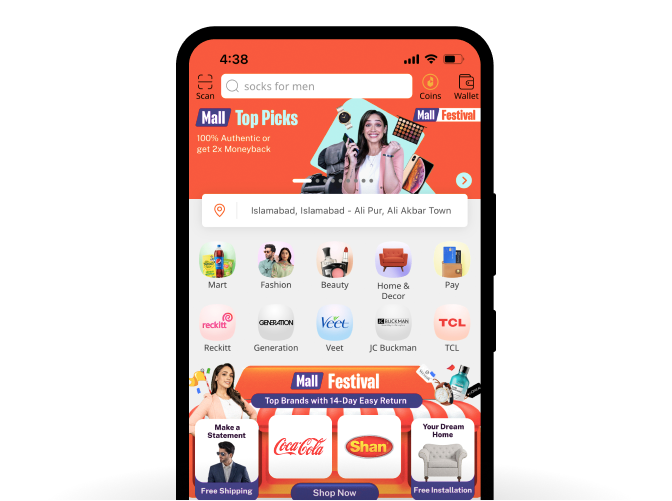 4:38
Scan
socks for men
Coins
Wallet
Mall Top Picks
Mall Festival
100% Authentic or
get 2x Moneyback
Islamabad, Islamabad - Ali Pur, Ali Akbar Town
Mart
Fashion
Beauty
Home &
Decor
Pay
reckitt
GENERATION
Veet
JC BUCKMAN
TCL
Reckitt
Generation
Veet
JC Buckman
TCL
Mall Festival
Top Brands with 14-Day Easy Return
Make a
Statement
Free Shipping
Coca-Cola
Shan
Your Dream
Home
Free Installation
Shop Now